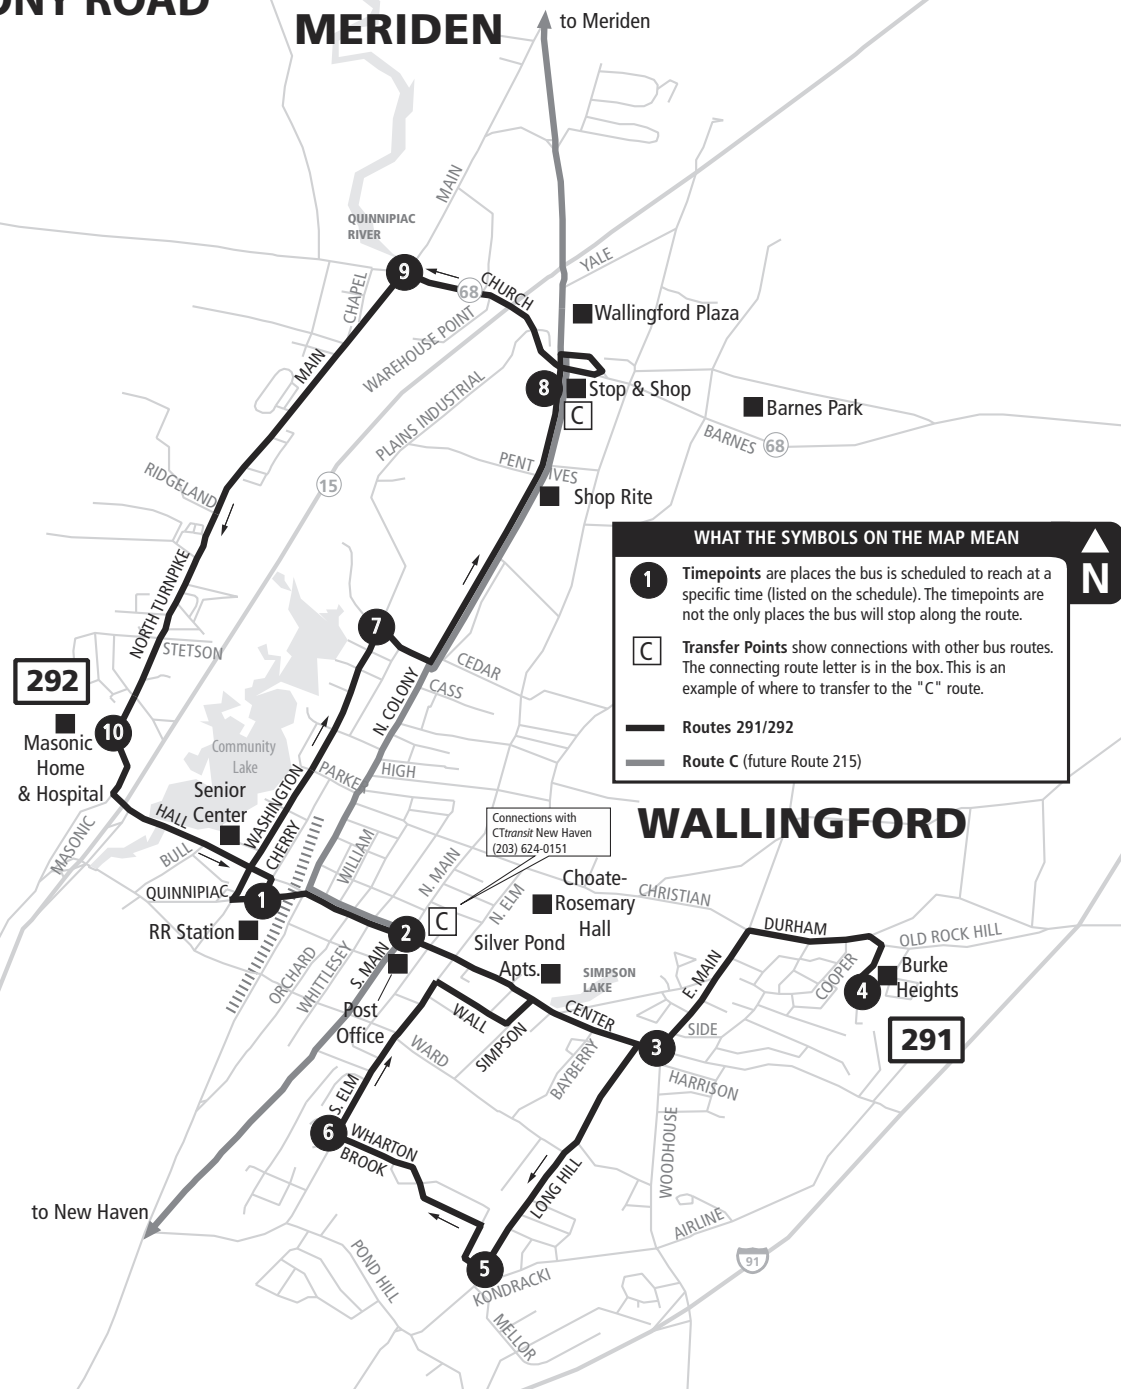 ONY ROAD
MERIDEN
to Meriden
MAIN
QUINNIPIAC
RIVER
YALE
9
CHURCH
68
CHAPEL
Wallingford Plaza
WAREHOUSE POINT
MAIN
8
Stop & Shop
C
PLAINS INDUSTRIAL
Barnes Park
BARNES
68
PENT
IVES
RIDGELAND
15
Shop Rite
WHAT THE SYMBOLS ON THE MAP MEAN
N
1
Timepoints are places the bus is scheduled to reach at a
specific time (listed on the schedule). The timepoints are
not the only places the bus will stop along the route.
C
Transfer Points show connections with other bus routes.
The connecting route letter is in the box. This is an
example of where to transfer to the "C" route.
Routes 291/292
Route C (future Route 215)
NORTH TURNPIKE
7
STETSON
CEDAR
292
CASS
N. COLONY
10
Masonic
Home
& Hospital
Community
Lake
PARKER
HIGH
Senior
Center
WASHINGTON
HALL
CHERRY
MASONIC
BULL
WILLIAM
N. MAIN
Connections with
CTtransit New Haven
(203) 624-0151
WALLINGFORD
Choate-
Rosemary
Hall
CHRISTIAN
QUINNIPIAC
1
N. ELM
C
2
RR Station
DURHAM
OLD ROCK HILL
Silver Pond
Apts.
SIMPSON
LAKE
ORCHARD
WHITTLESEY
S. MAIN
E. MAIN
COOPER
4
Burke
Heights
Post
Office
WALL
SIMPSON
CENTER
SIDE
3
291
WARD
BAYBERRY
HARRISON
S. ELM
6
WHARTON
BROOK
WOODHOUSE
LONG HILL
to New Haven
AIRLINE
POND HILL
5
91
KONDRACKI
MELLOR